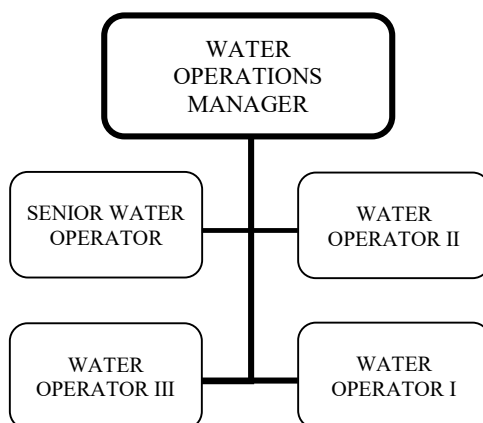 WATER
OPERATIONS
MANAGER
SENIOR WATER
OPERATOR
WATER
OPERATOR II
WATER
OPERATOR III
WATER
OPERATOR I